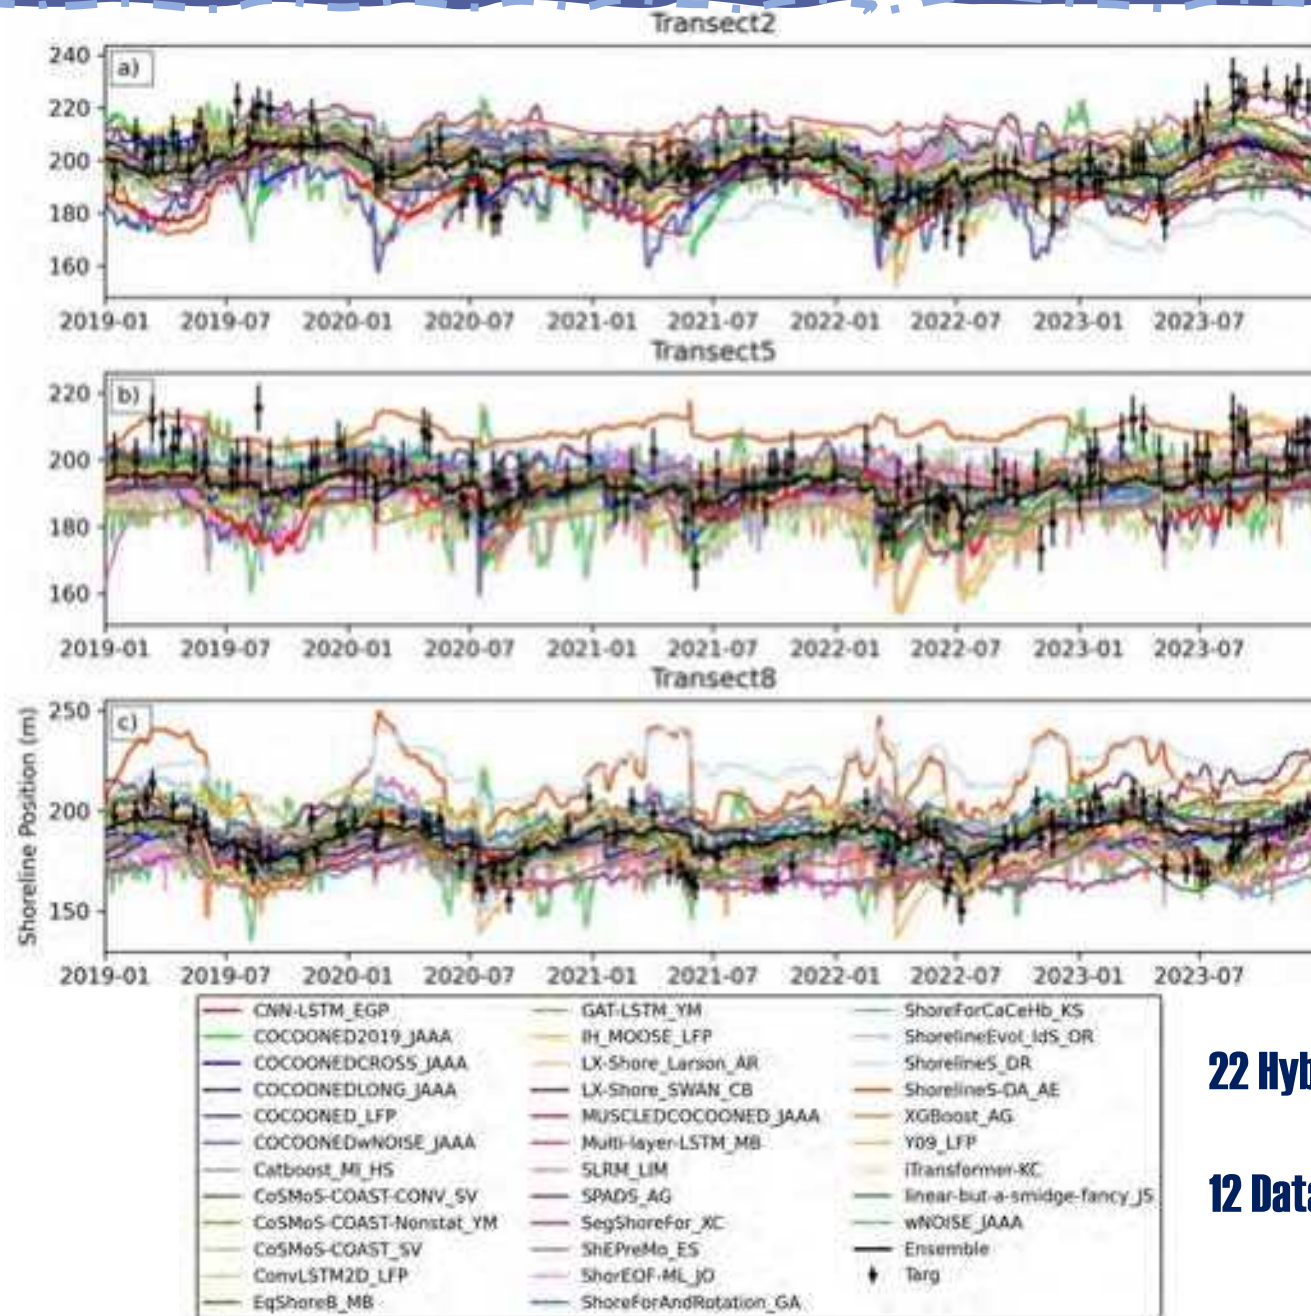 Transect2
a)
240
220
200
180
160
2019-01 2019-07 2020-01 2020-07 2021-01 2021-07 2022-01 2022-07 2023-01 2023-07
Transect5
b)
220
200
180
160
2019-01 2019-07 2020-01 2020-07 2021-01 2021-07 2022-01 2022-07 2023-01 2023-07
Transect8
c)
Shoreline Position (m)
250
200
150
2019-01 2019-07 2020-01 2020-07 2021-01 2021-07 2022-01 2022-07 2023-01 2023-07
CNN-LSTM_EGP
COCOONED2019_JAAA
COCOONEDCROSS_JAAA
COCOONEDLONG_JAAA
COCOONED_LFP
COCOONEDwNOISE_JAAA
Catboost_MI_HS
CoSMoS-COAST-CONV_SV
CoSMoS-COAST-Nonstat_YM
CoSMoS-COAST_SV
ConvLSTM2D_LFP
EqShoreB_MB
GAT-LSTM_YM
IH_MOOSE_LFP
LX-Shore_Larson_AR
LX-Shore_SWAN_CB
MUSCLEDCOCOONED_JAAA
Multi-layer-LSTM_MB
SLRM_LIM
SPADS_AG
SegShoreFor_XC
ShEPreMo_ES
ShorEOF-ML_JO
ShoreForAndRotation_GA
ShoreForCaCeHb_KS
ShorelineEvol_IdS_OR
ShorelineS_DR
ShorelineS-DA_AE
XGBoost_AG
Y09_LFP
iTransformer-KC
linear-but-a-smidge-fancy_JS
wNOISE_JAAA
Ensemble
Targ
22 Hyb
12 Data